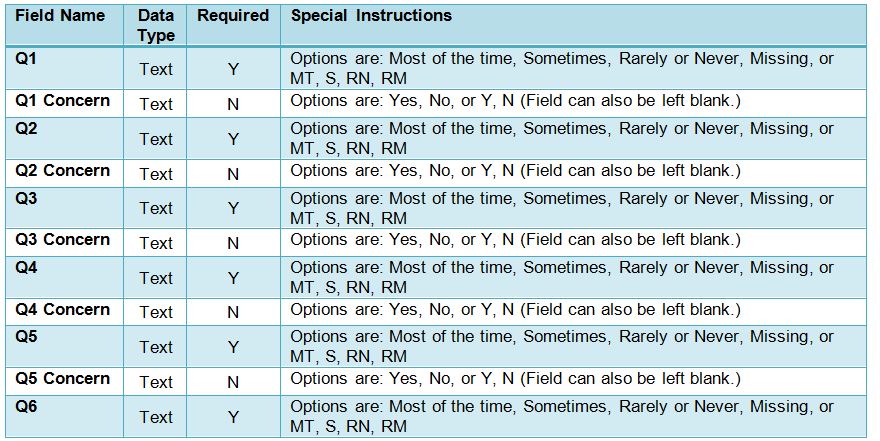 Field Name Data Type Required Special Instructions
Q1 Text Y Options are: Most of the time, Sometimes, Rarely or Never, Missing, or
MT, S, RN, RM
Q1 Concern Text N Options are: Yes, No, or Y, N (Field can also be left blank.)
Q2 Text Y Options are: Most of the time, Sometimes, Rarely or Never, Missing, or
MT, S, RN, RM
Q2 Concern Text N Options are: Yes, No, or Y, N (Field can also be left blank.)
Q3 Text Y Options are: Most of the time, Sometimes, Rarely or Never, Missing, or
MT, S, RN, RM
Q3 Concern Text N Options are: Yes, No, or Y, N (Field can also be left blank.)
Q4 Text Y Options are: Most of the time, Sometimes, Rarely or Never, Missing, or
MT, S, RN, RM
Q4 Concern Text N Options are: Yes, No, or Y, N (Field can also be left blank.)
Q5 Text Y Options are: Most of the time, Sometimes, Rarely or Never, Missing, or
MT, S, RN, RM
Q5 Concern Text N Options are: Yes, No, or Y, N (Field can also be left blank.)
Q6 Text Y Options are: Most of the time, Sometimes, Rarely or Never, Missing, or
MT, S, RN, RM